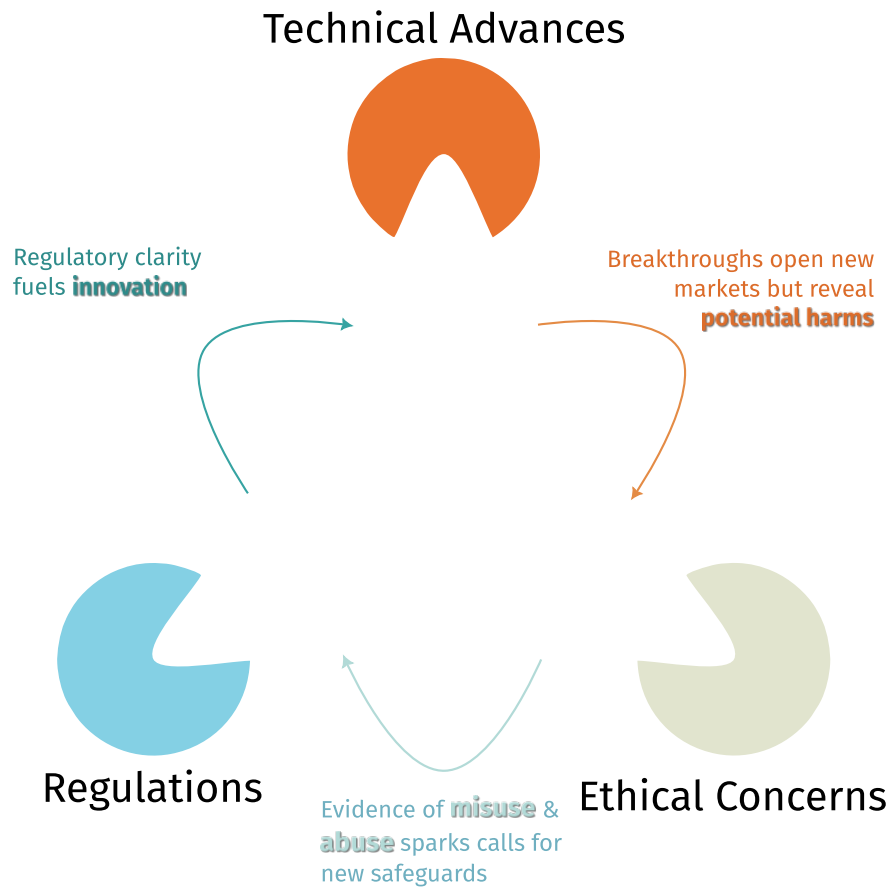 Technical Advances
Regulatory clarity
fuels innovation
Breakthroughs open new
markets but reveal
potential harms
Regulations
Ethical Concerns
Evidence of misuse &
abuse sparks calls for
new safeguards